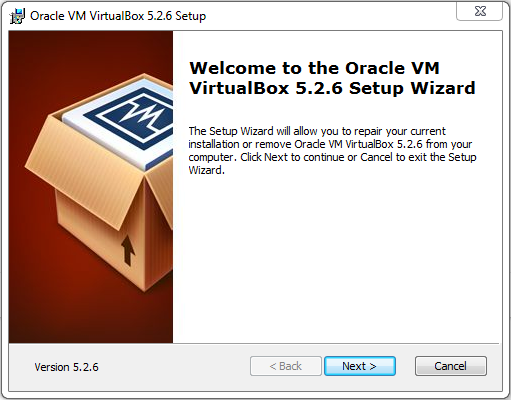 Oracle VM VirtualBox 5.2.6 Setup
Welcome to the Oracle VM
VirtualBox 5.2.6 Setup Wizard
The Setup Wizard will allow you to repair your current
installation or remove Oracle VM VirtualBox 5.2.6 from your
computer. Click Next to continue or Cancel to exit the Setup
Wizard.
Version 5.2.6
< Back
Next >
Cancel